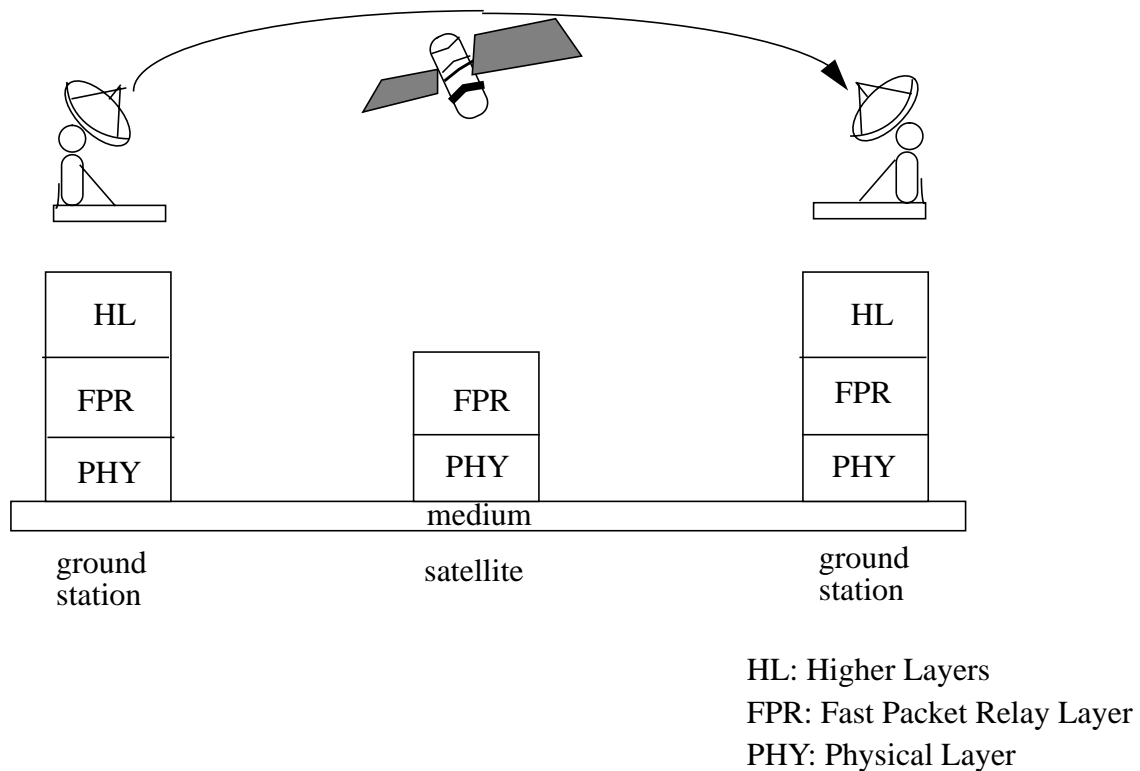 HL
HL
FPR
FPR
FPR
PHY
PHY
PHY
medium
ground
station
satellite
ground
station
HL: Higher Layers
FPR: Fast Packet Relay Layer
PHY: Physical Layer